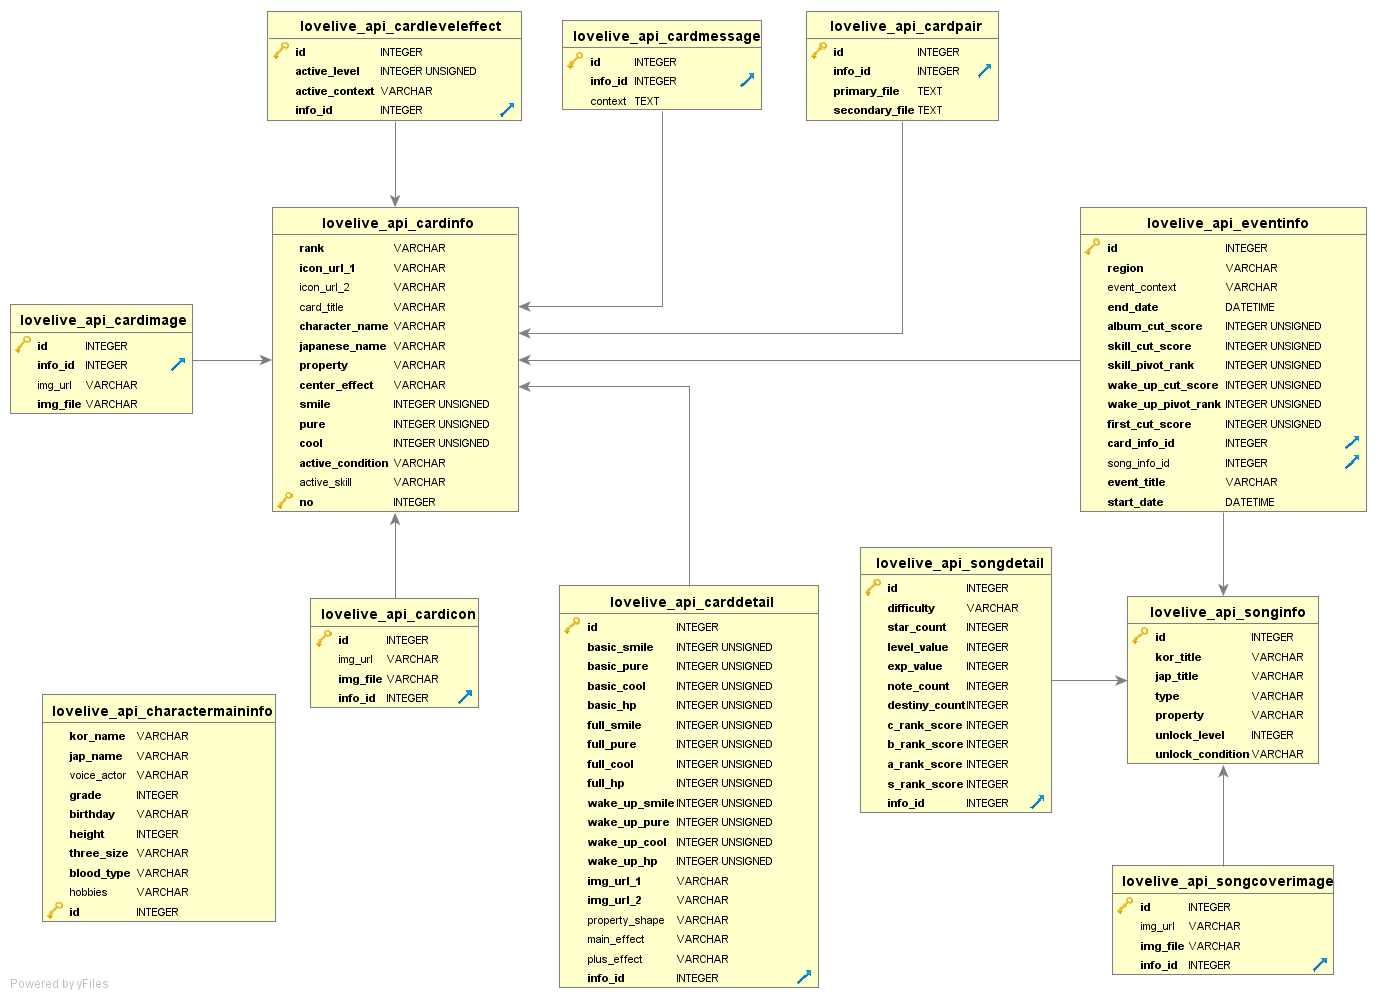 lovelive_api_cardleveleffect
id INTEGER
active_level INTEGER UNSIGNED
active_context VARCHAR
info_id INTEGER
lovelive_api_cardmessage
id INTEGER
info_id INTEGER
context TEXT
lovelive_api_cardpair
id INTEGER
info_id INTEGER
primary_file TEXT
secondary_file TEXT
lovelive_api_cardinfo
rank VARCHAR
icon_url_1 VARCHAR
icon_url_2 VARCHAR
card_title VARCHAR
character_name VARCHAR
japanese_name VARCHAR
property VARCHAR
center_effect VARCHAR
smile INTEGER UNSIGNED
pure INTEGER UNSIGNED
cool INTEGER UNSIGNED
active_condition VARCHAR
active_skill VARCHAR
no INTEGER
lovelive_api_eventinfo
id INTEGER
region VARCHAR
event_context VARCHAR
end_date DATETIME
album_cut_score INTEGER UNSIGNED
skill_cut_score INTEGER UNSIGNED
skill_pivot_rank INTEGER UNSIGNED
wake_up_cut_score INTEGER UNSIGNED
wake_up_pivot_rank INTEGER UNSIGNED
first_cut_score INTEGER UNSIGNED
card_info_id INTEGER
song_info_id INTEGER
event_title VARCHAR
start_date DATETIME
lovelive_api_cardimage
id INTEGER
info_id INTEGER
img_url VARCHAR
img_file VARCHAR
lovelive_api_cardicon
id INTEGER
img_url VARCHAR
img_file VARCHAR
info_id INTEGER
lovelive_api_carddetail
id INTEGER
basic_smile INTEGER UNSIGNED
basic_pure INTEGER UNSIGNED
basic_cool INTEGER UNSIGNED
basic_hp INTEGER UNSIGNED
full_smile INTEGER UNSIGNED
full_pure INTEGER UNSIGNED
full_cool INTEGER UNSIGNED
full_hp INTEGER UNSIGNED
wake_up_smile INTEGER UNSIGNED
wake_up_pure INTEGER UNSIGNED
wake_up_cool INTEGER UNSIGNED
wake_up_hp INTEGER UNSIGNED
img_url_1 VARCHAR
img_url_2 VARCHAR
property_shape VARCHAR
main_effect VARCHAR
plus_effect VARCHAR
info_id INTEGER
lovelive_api_songdetail
id INTEGER
difficulty VARCHAR
star_count INTEGER
level_value INTEGER
exp_value INTEGER
note_count INTEGER
destiny_count INTEGER
c_rank_score INTEGER
b_rank_score INTEGER
a_rank_score INTEGER
s_rank_score INTEGER
info_id INTEGER
lovelive_api_songinfo
id INTEGER
kor_title VARCHAR
jap_title VARCHAR
type VARCHAR
property VARCHAR
unlock_level INTEGER
unlock_condition VARCHAR
lovelive_api_charactermaininfo
kor_name VARCHAR
jap_name VARCHAR
voice_actor VARCHAR
grade INTEGER
birthday VARCHAR
height INTEGER
three_size VARCHAR
blood_type VARCHAR
hobbies VARCHAR
id INTEGER
lovelive_api_songcoverimage
id INTEGER
img_url VARCHAR
img_file VARCHAR
info_id INTEGER
Powered by yFiles